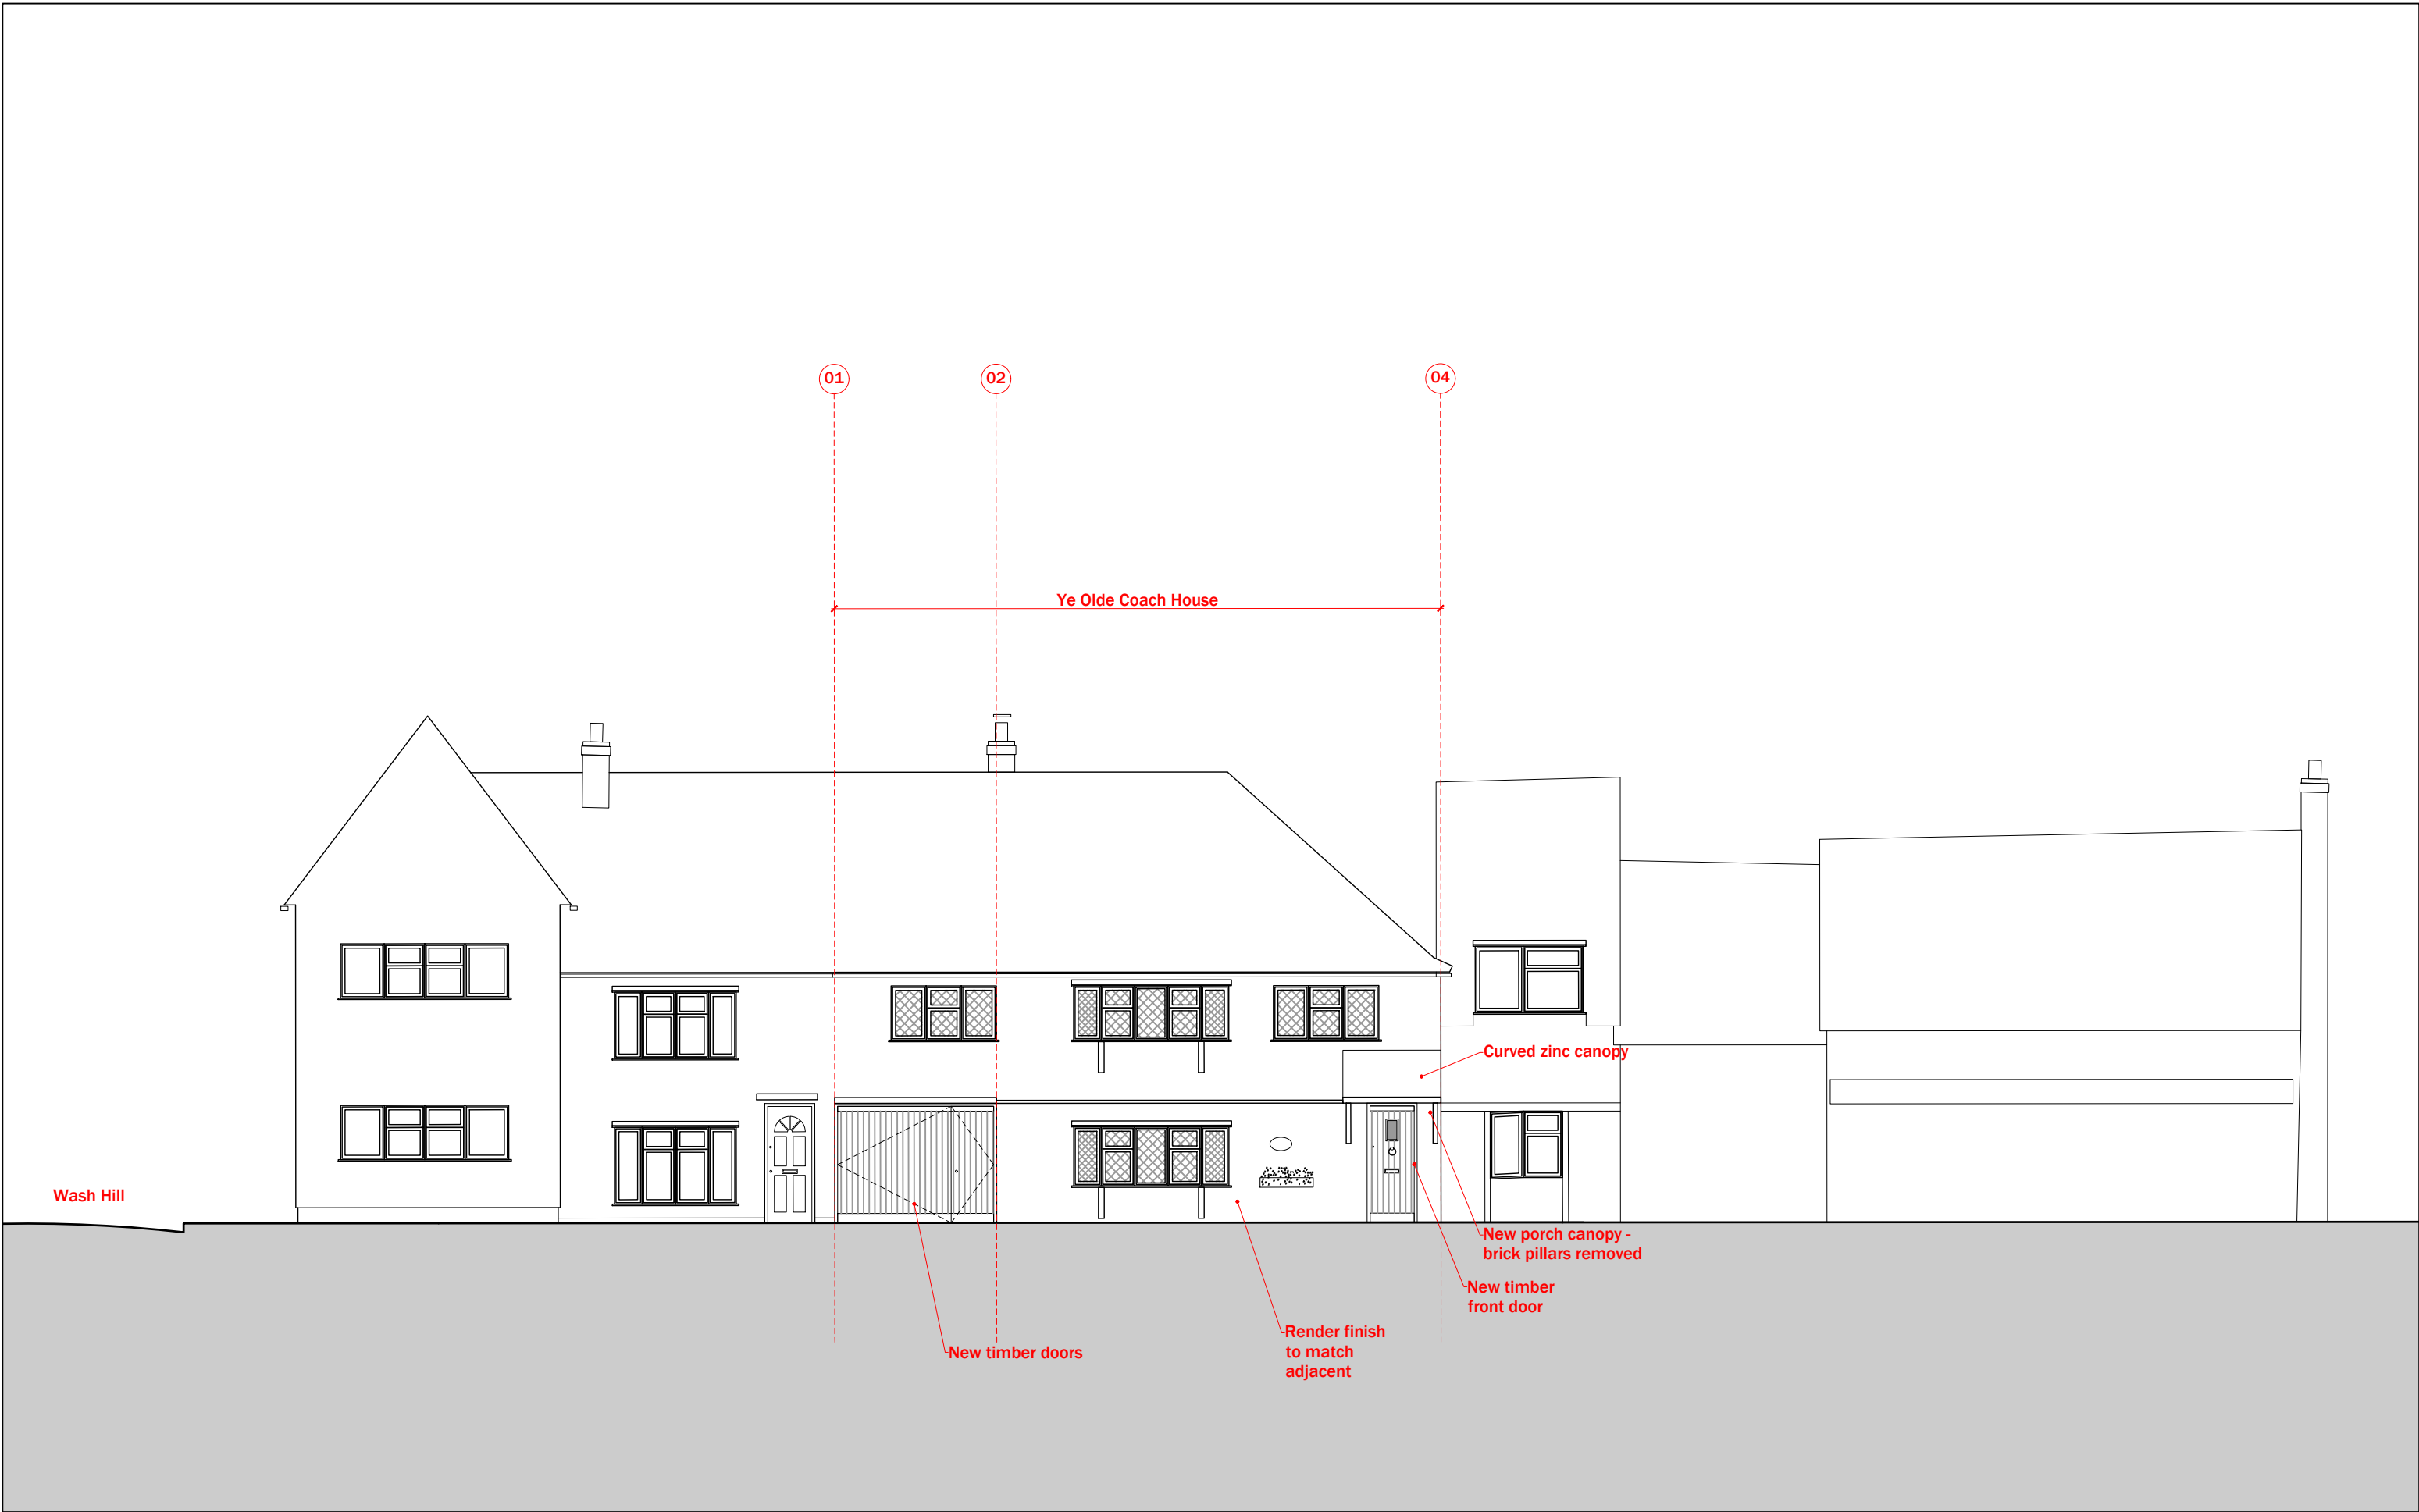 01
02
04
Ye Olde Coach House
Curved zinc canopy
Wash Hill
New porch canopy -
brick pillars removed
New timber
front door
Render finish
to match
adjacent
New timber doors